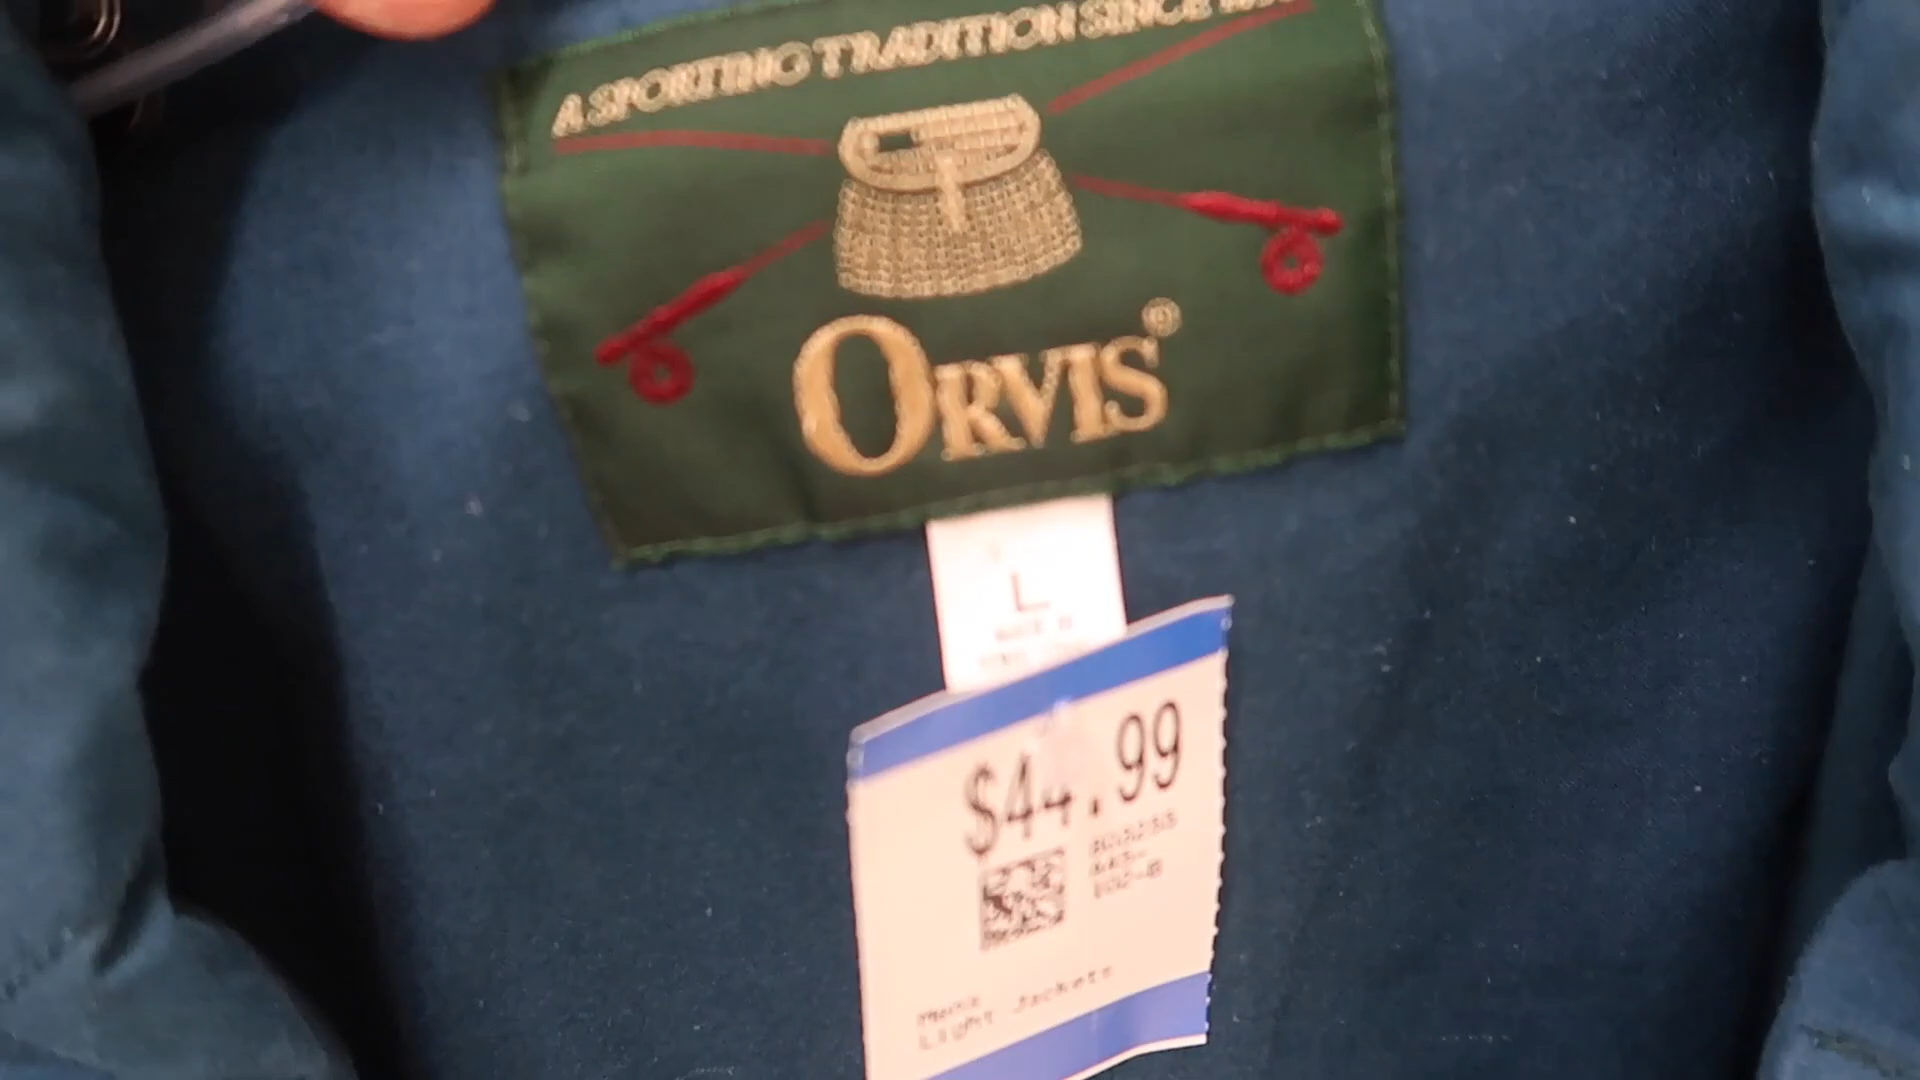 A SPORTING TRADITION SINCE
ORVIS®
L
$44.99
Mens
Light Jackets